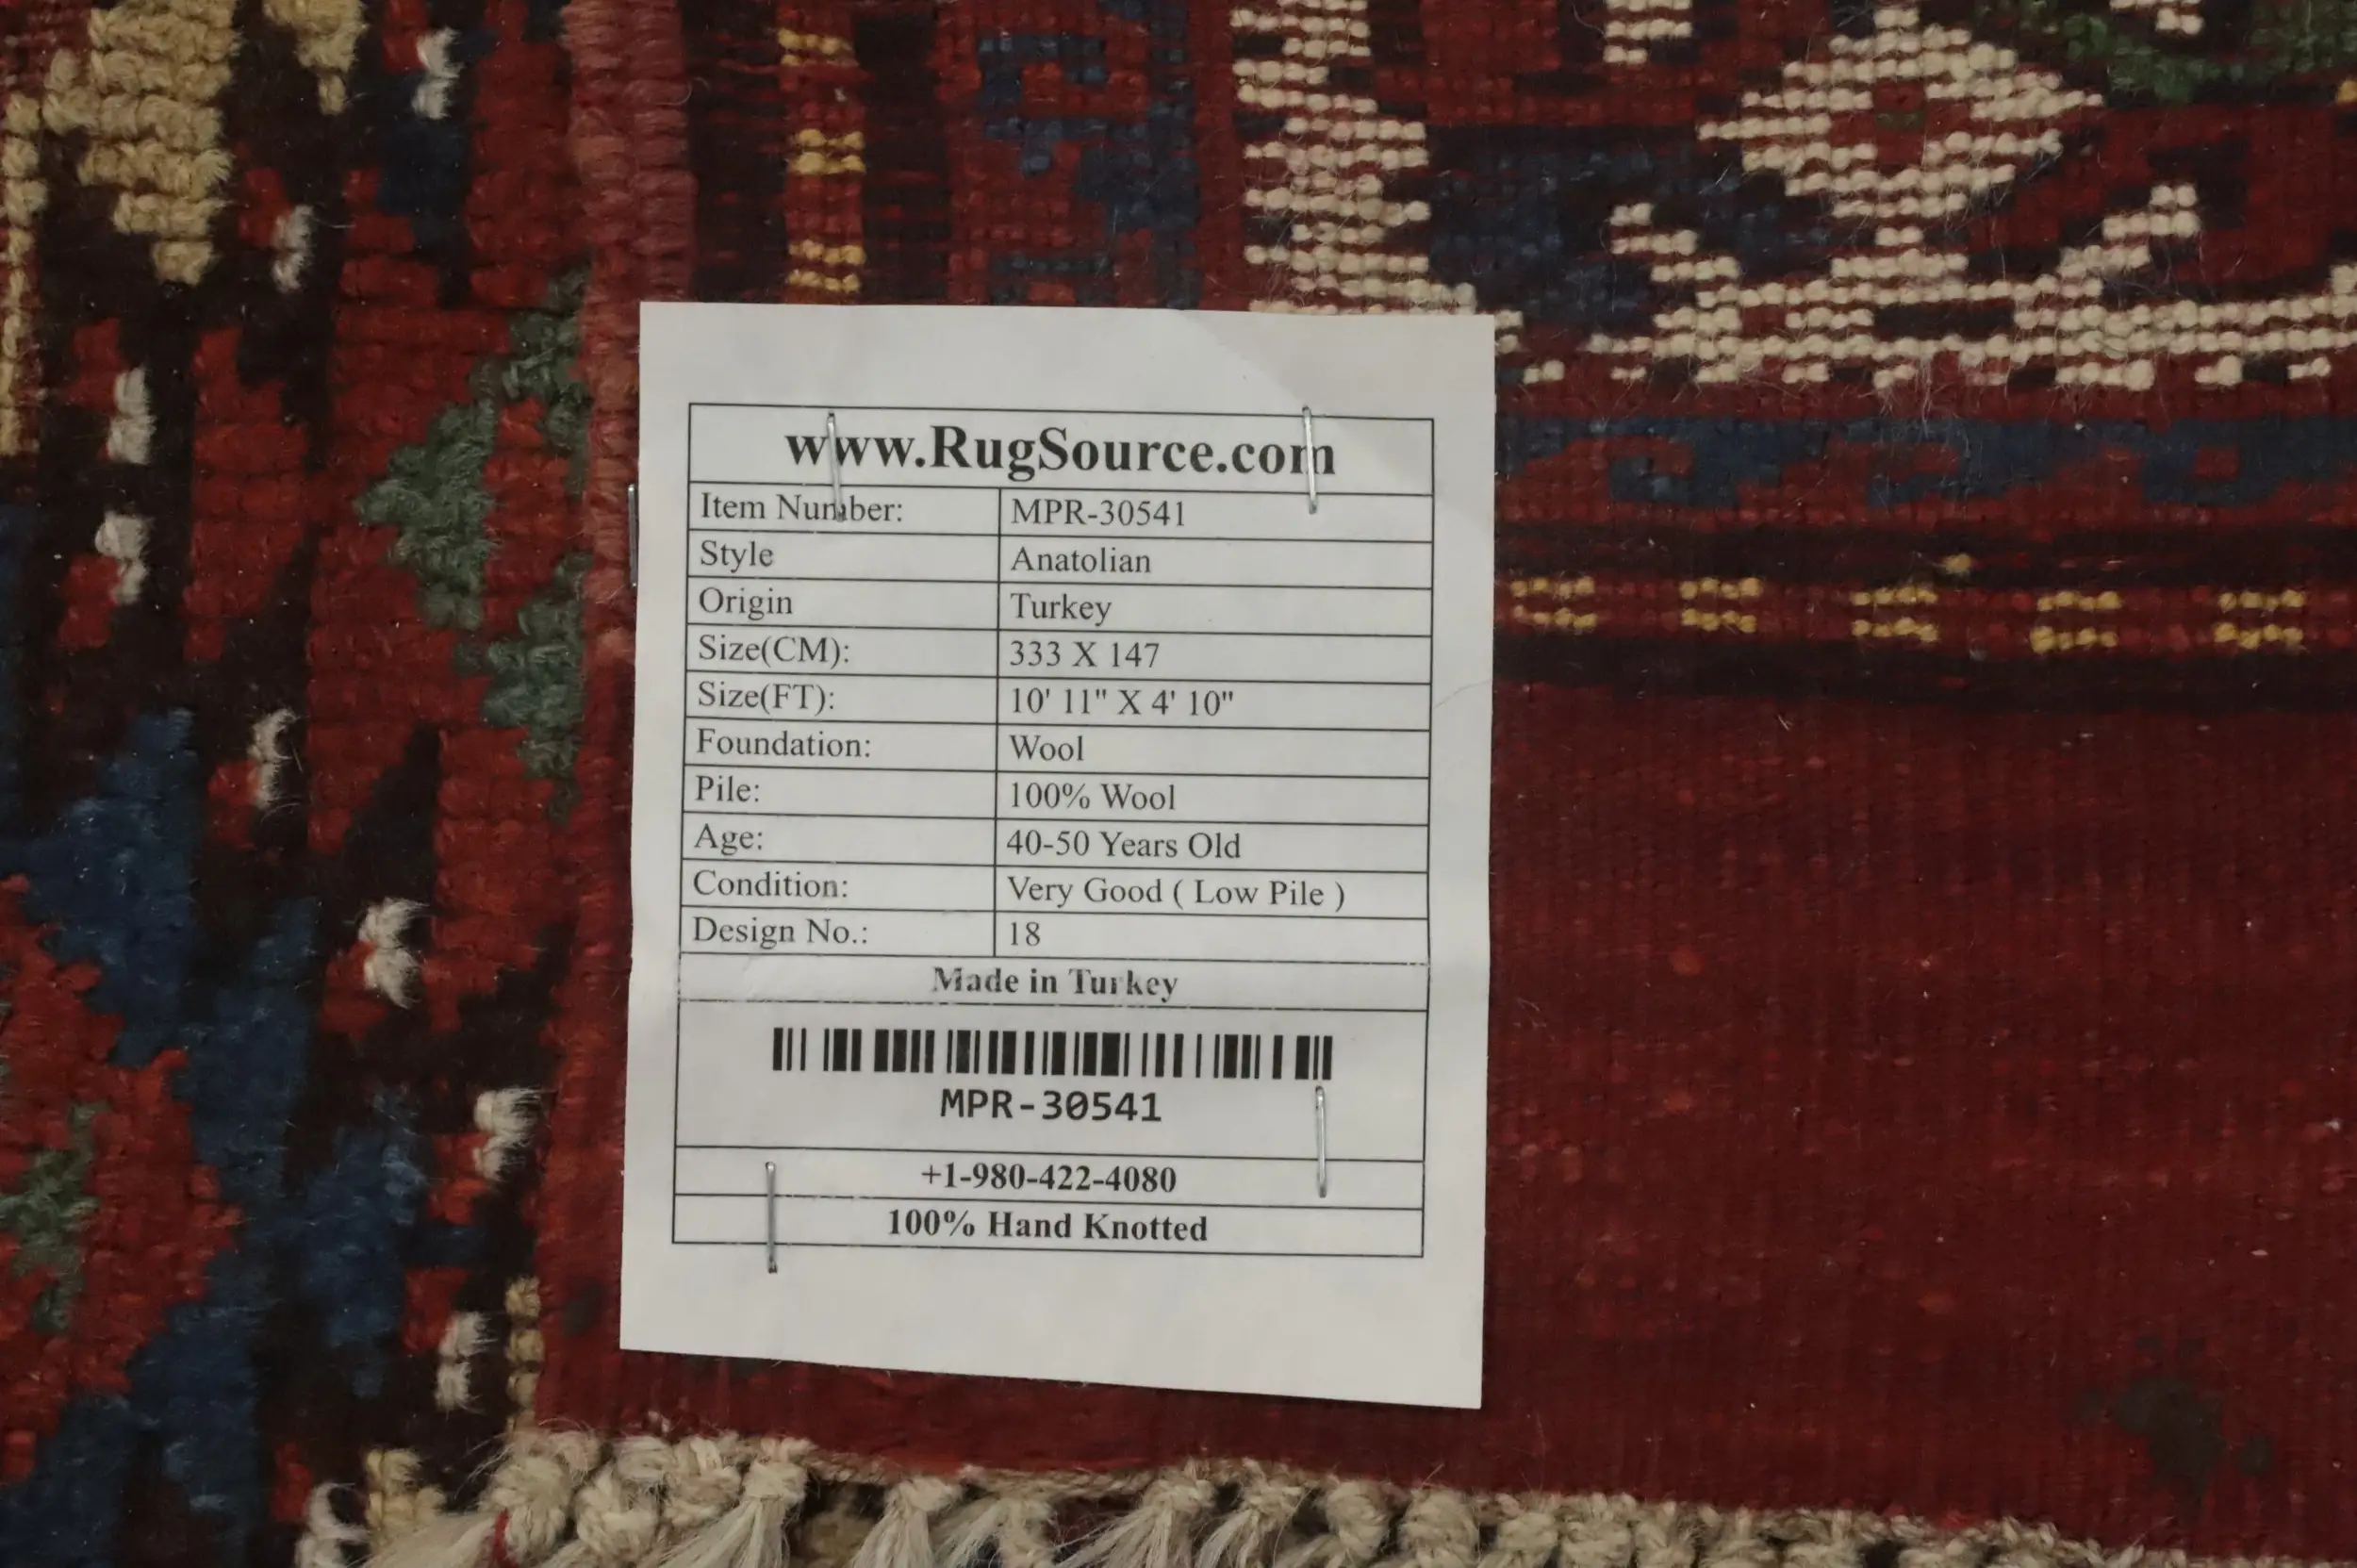 www.RugSource.com
Item Number: MPR-30541
Style Anatolian
Origin Turkey
Size(CM): 333 X 147
Size(FT): 10' 11" X 4' 10"
Foundation: Wool
Pile: 100% Wool
Age: 40-50 Years Old
Condition: Very Good ( Low Pile )
Design No.: 18
Made in Turkey
MPR-30541
+1-980-422-4080
100% Hand Knotted